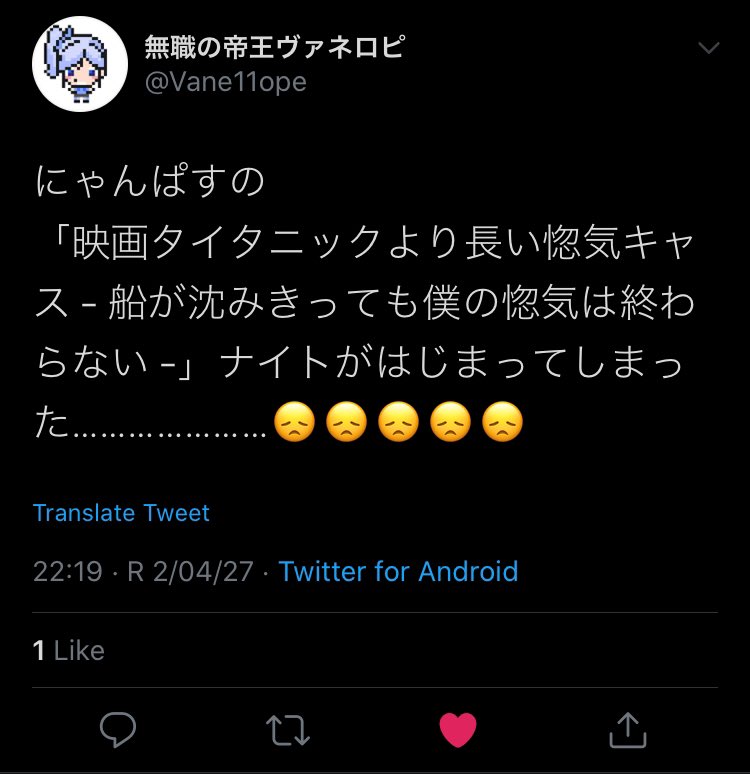 無職の帝王ヴァネロピ
@Vane11ope
にゃんぱすの
「映画タイタニックより長い惚気キャ
ス - 船が沈みきっても僕の惚気は終わ
らない -」ナイトがはじまってしまっ
た………………...😞😞😞😞😞
Translate Tweet
22:19 · R 2/04/27 · Twitter for Android
1 Like